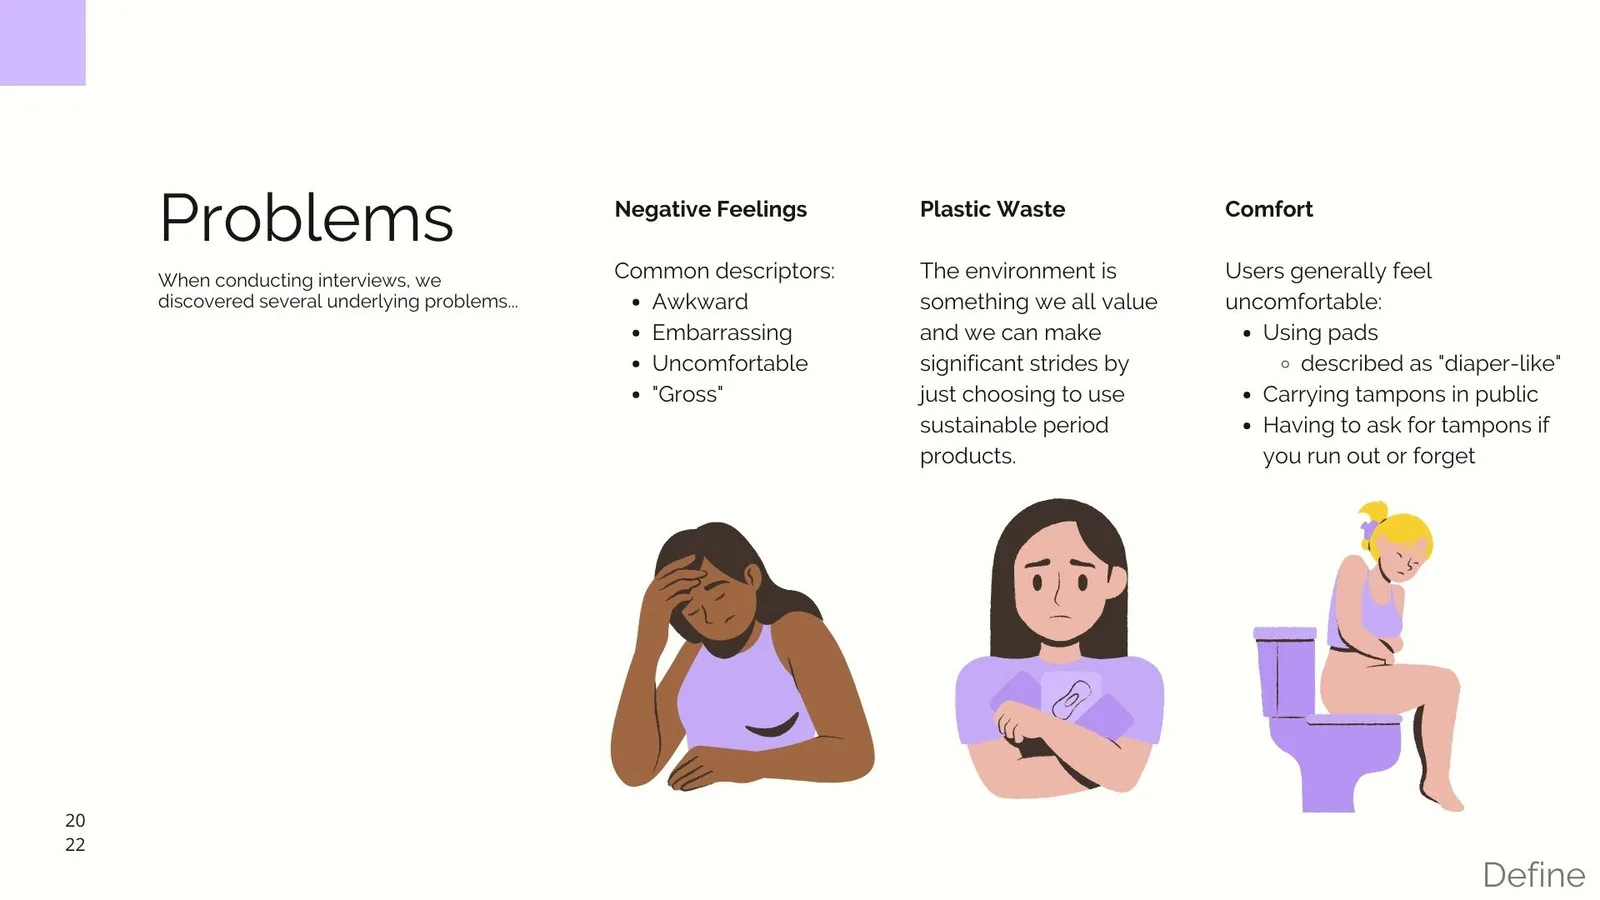 Problems
When conducting interviews, we
discovered several underlying problems...
Negative Feelings
Common descriptors:
• Awkward
• Embarrassing
• Uncomfortable
• "Gross"
Plastic Waste
The environment is
something we all value
and we can make
significant strides by
just choosing to use
sustainable period
products.
Comfort
Users generally feel
uncomfortable:
• Using pads
◦ described as "diaper-like"
• Carrying tampons in public
• Having to ask for tampons if
you run out or forget
20
22
Define